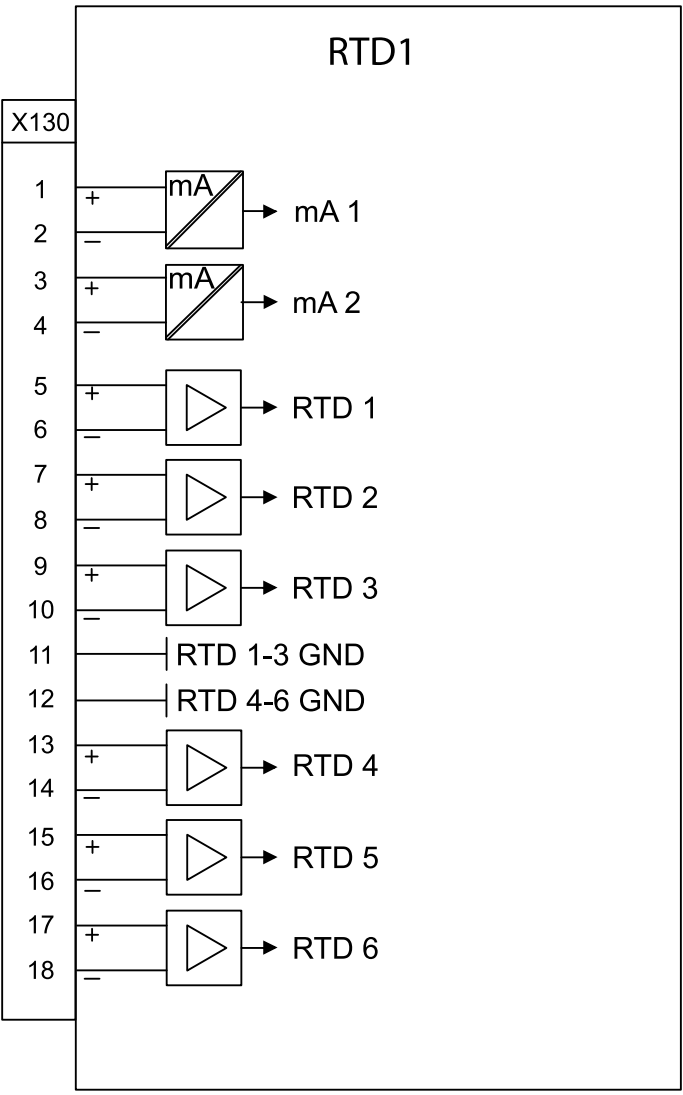 RTD1
X130
1
+
mA
mA 1
2
–
3
+
mA
mA 2
4
–
5
+
RTD 1
6
–
7
+
RTD 2
8
–
9
+
RTD 3
10
–
11
RTD 1-3 GND
12
RTD 4-6 GND
13
+
RTD 4
14
–
15
+
RTD 5
16
–
17
+
RTD 6
18
–